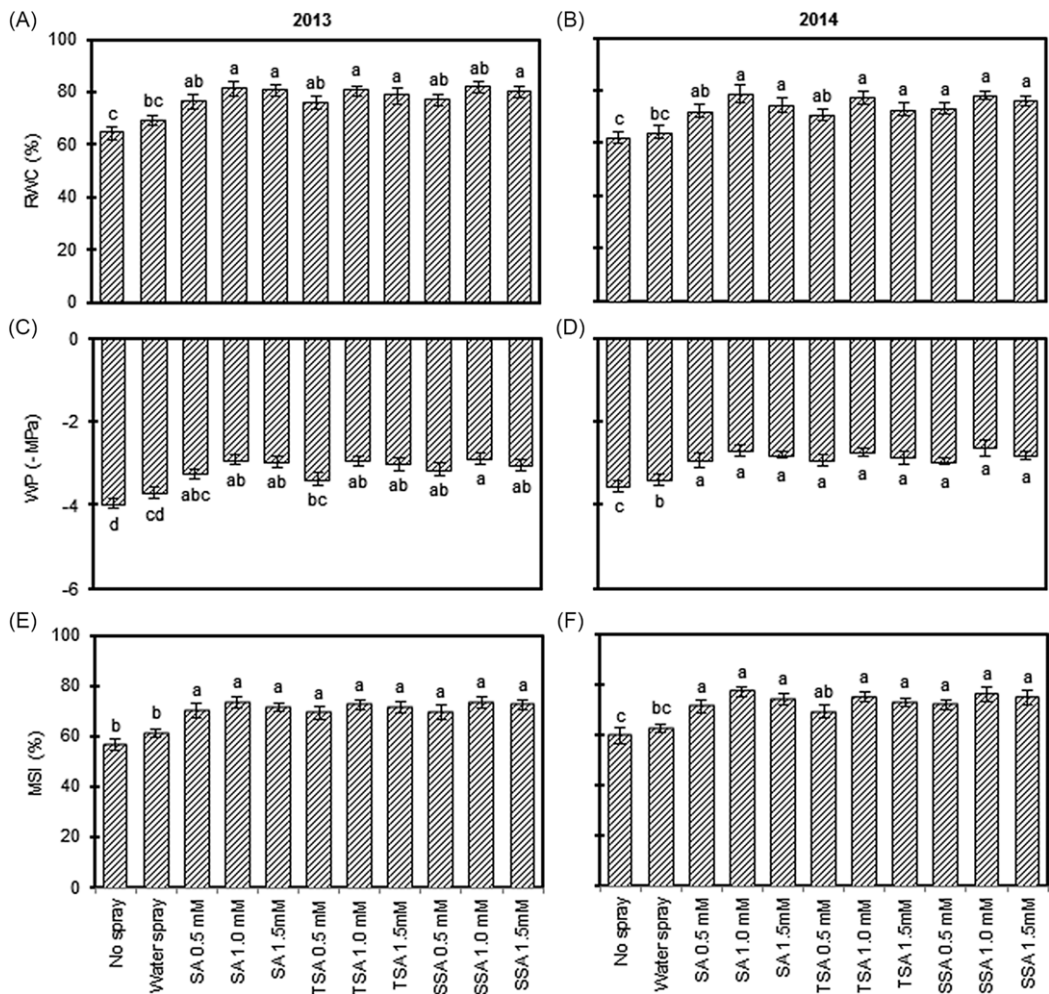 (A) 2013
(B) 2014
RWC (%)
100
80
60
40
20
0
c bc ab a a ab a a ab ab a
c bc ab a a ab a a a a a
(C)
(D)
WP (- MPa)
0
-2
-4
-6
d cd abc ab ab bc ab ab ab a ab
c b a a a a a a a a a
(E)
(F)
MSI (%)
100
80
60
40
20
0
b b a a a a a a a a a
c bc a a a ab a a a a a
No spray
Water spray
SA 0.5 mM
SA 1.0 mM
SA 1.5mM
TSA 0.5 mM
TSA 1.0 mM
TSA 1.5mM
SSA 0.5 mM
SSA 1.0 mM
SSA 1.5mM
No spray
Water spray
SA 0.5 mM
SA 1.0 mM
SA 1.5mM
TSA 0.5 mM
TSA 1.0 mM
TSA 1.5mM
SSA 0.5 mM
SSA 1.0 mM
SSA 1.5mM